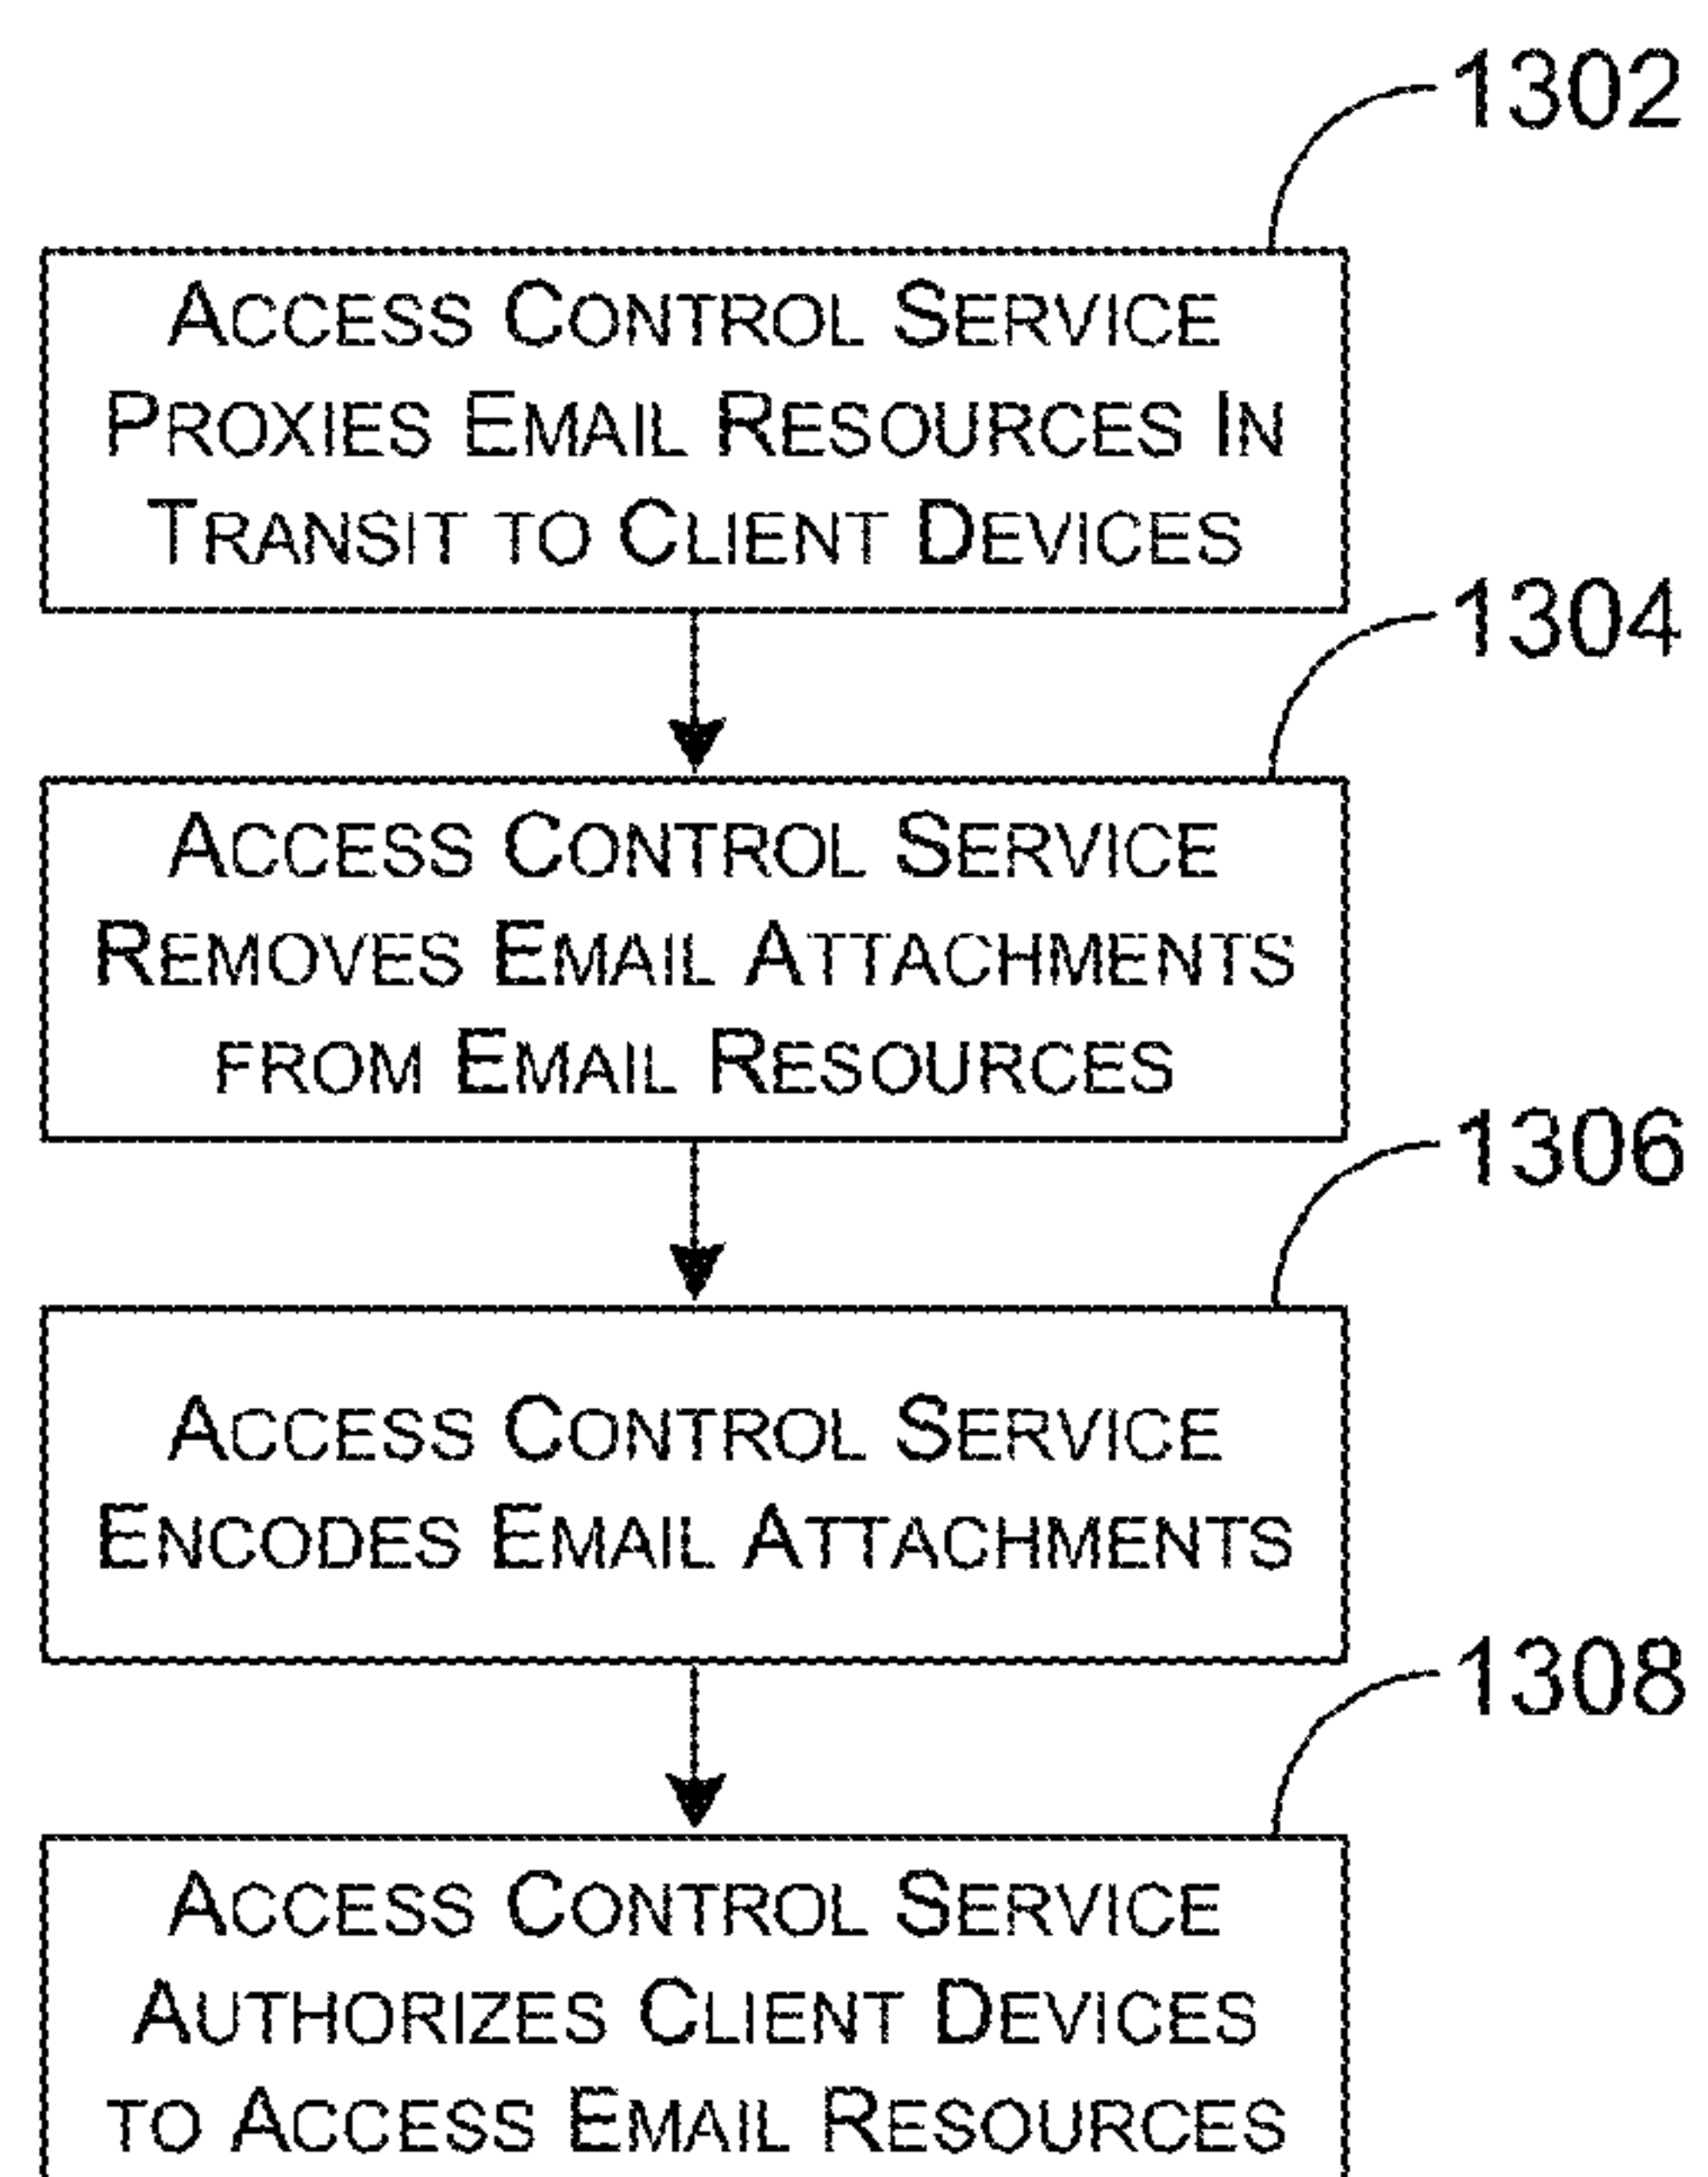 1302
ACCESS CONTROL SERVICE
PROXIES EMAIL RESOURCES IN
TRANSIT TO CLIENT DEVICES
1304
ACCESS CONTROL SERVICE
REMOVES EMAIL ATTACHMENTS
FROM EMAIL RESOURCES
1306
ACCESS CONTROL SERVICE
ENCODES EMAIL ATTACHMENTS
1308
ACCESS CONTROL SERVICE
AUTHORIZES CLIENT DEVICES
TO ACCESS EMAIL RESOURCES